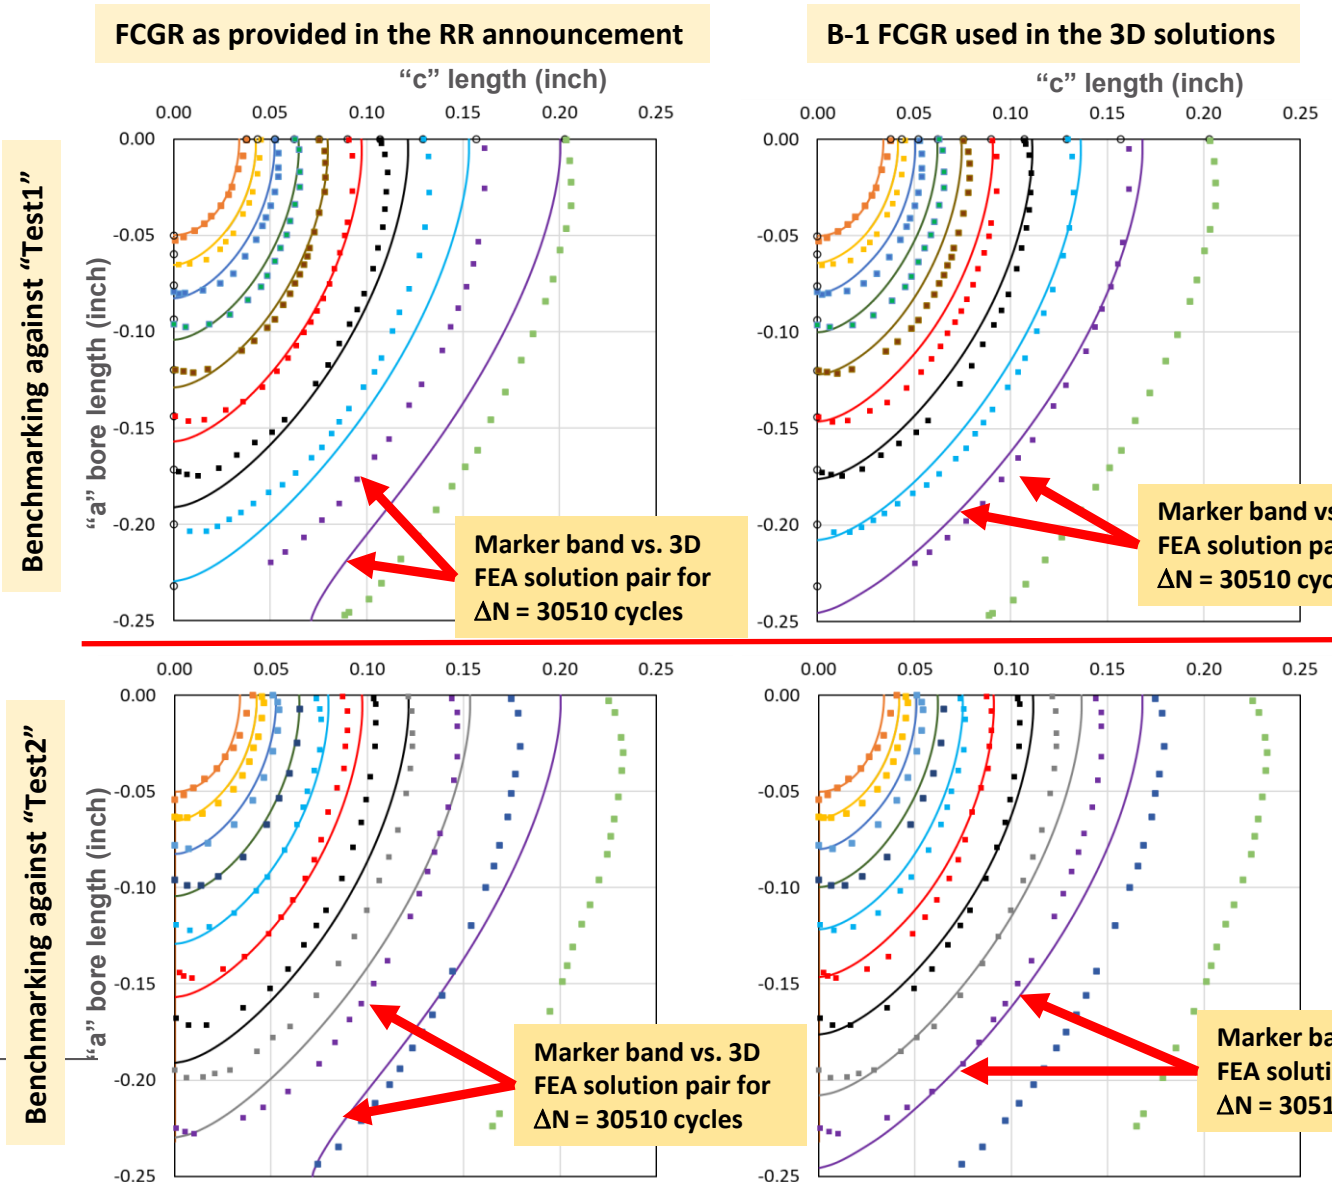 FCGR as provided in the RR announcement
B-1 FCGR used in the 3D solutions
Benchmarking against “Test1”
“c” length (inch)
0.00 0.05 0.10 0.15 0.20 0.25
0.00
-0.05
-0.10
-0.15
-0.20
-0.25
“a” bore length (inch)
Marker band vs. 3D
FEA solution pair for
ΔN = 30510 cycles
“c” length (inch)
0.00 0.05 0.10 0.15 0.20 0.25
0.00
-0.05
-0.10
-0.15
-0.20
-0.25
Marker band vs
FEA solution pa
ΔN = 30510 cyc
Benchmarking against “Test2”
0.00 0.05 0.10 0.15 0.20 0.25
0.00
-0.05
-0.10
-0.15
-0.20
-0.25
“a” bore length (inch)
Marker band vs. 3D
FEA solution pair for
ΔN = 30510 cycles
0.00 0.05 0.10 0.15 0.20 0.25
0.00
-0.05
-0.10
-0.15
-0.20
-0.25
Marker ba
FEA soluti
ΔN = 3051